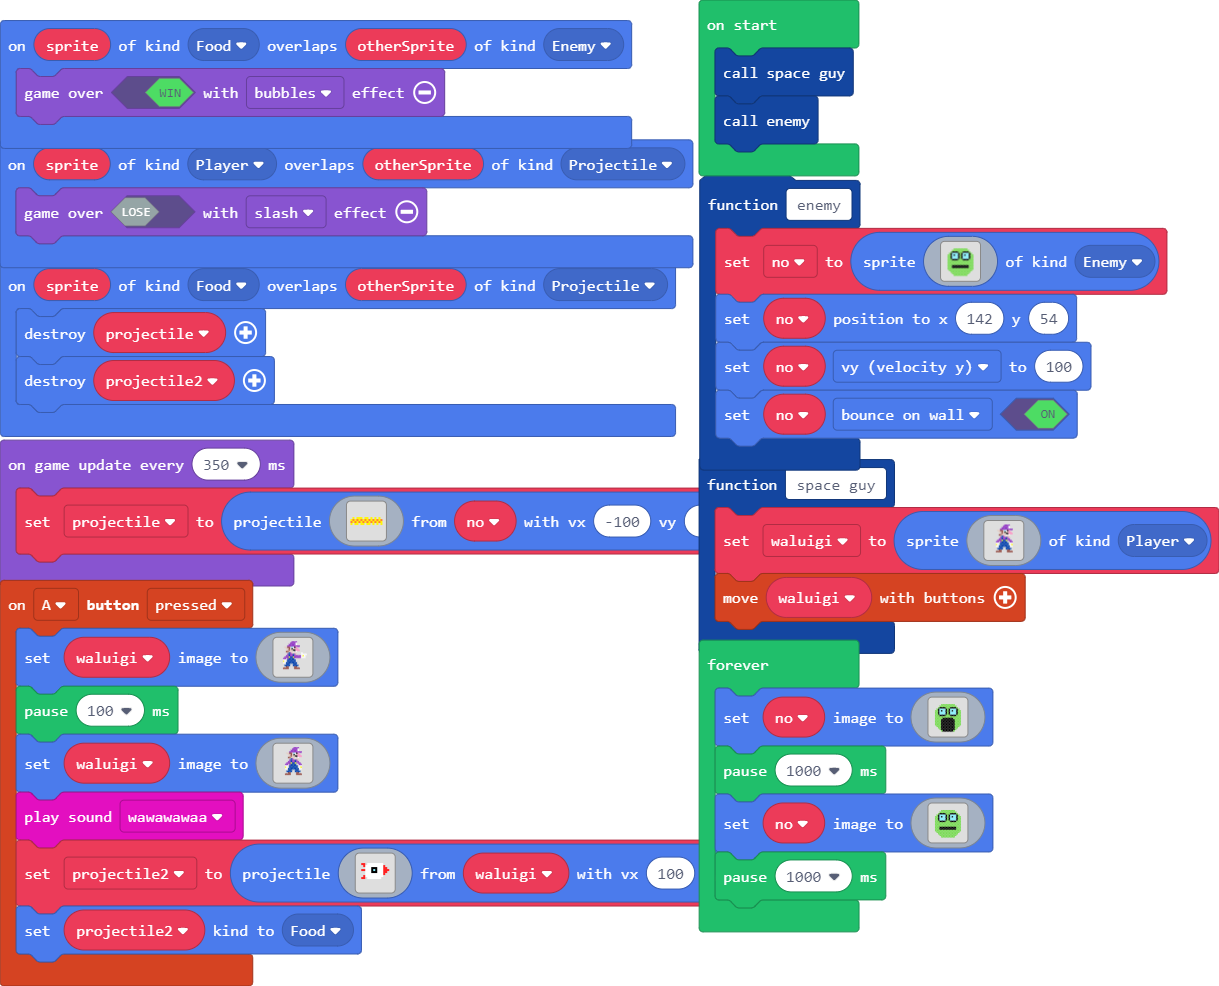 on sprite of kind Food overlaps otherSprite of kind Enemy
game over WIN with bubbles effect
on sprite of kind Player overlaps otherSprite of kind Projectile
game over LOSE with slash effect
on sprite of kind Food overlaps otherSprite of kind Projectile
destroy projectile
destroy projectile2
on game update every 350 ms
set projectile to projectile from no with vx -100 vy
on A button pressed
set waluigi image to
pause 100 ms
set waluigi image to
play sound wawawawaa
set projectile2 to projectile from waluigi with vx 100
set projectile2 kind to Food
on start
call space guy
call enemy
function enemy
set no to sprite of kind Enemy
set no position to x 142 y 54
set no vy (velocity y) to 100
set no bounce on wall ON
function space guy
set waluigi to sprite of kind Player
move waluigi with buttons
forever
set no image to
pause 1000 ms
set no image to
pause 1000 ms